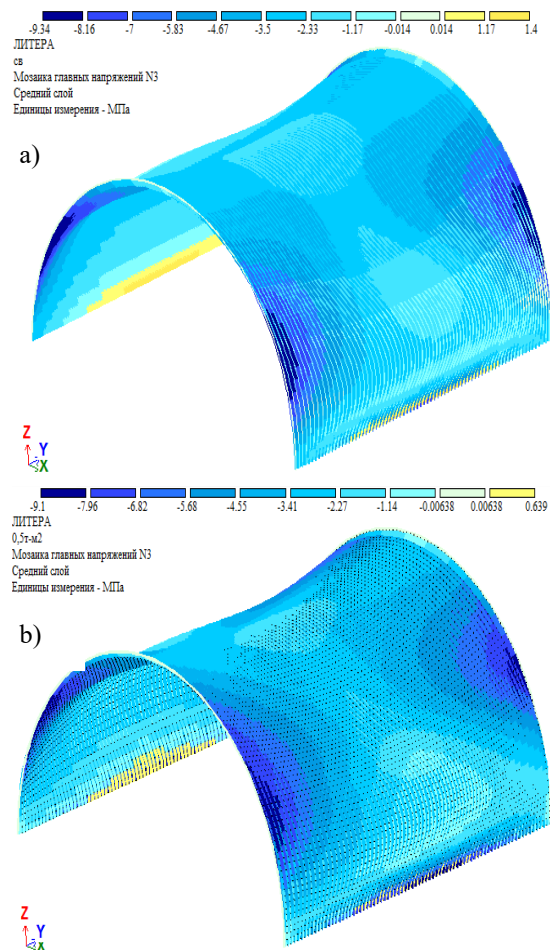 -9.34 -8.16 -7 -5.83 -4.67 -3.5 -2.33 -1.17 -0.014 0.014 1.17 1.4
ЛИТЕРА
св
Мозаика главных напряжений N3
Средний слой
Единицы измерения - МПа
a)
Z
Y
X
-9.1 -7.96 -6.82 -5.68 -4.55 -3.41 -2.27 -1.14 -0.00638 0.00638 0.639
ЛИТЕРА
0,5т-м2
Мозаика главных напряжений N3
Средний слой
Единицы измерения - МПа
b)
Z
Y
X